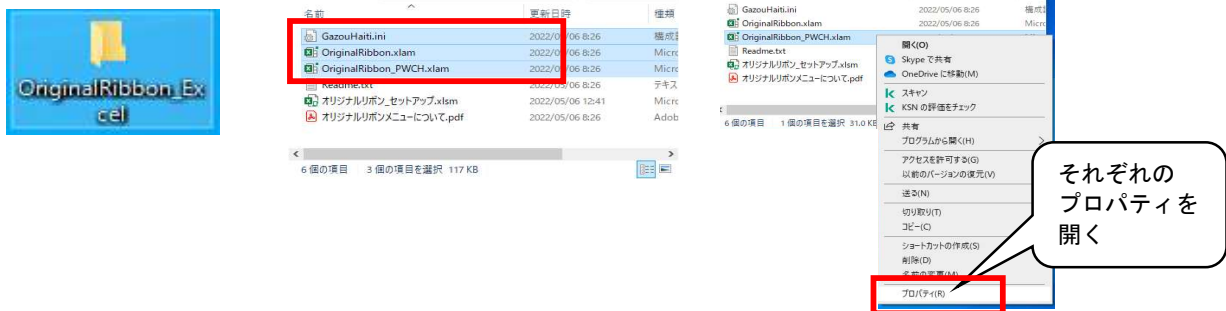 OriginalRibbon_Ex
cel
名前 更新日時 種類
GazouHaiti.ini 2022/05/06 8:26 構成
OriginalRibbon.xlam 2022/05/06 8:26 Micro
OriginalRibbon_PWCH.xlam 2022/05/06 8:26 Micro
Readme.txt 2022/05/06 8:26 テキス
オリジナルリボン_セットアップ.xlsm 2022/05/06 12:41 Micro
オリジナルリボンメニューについて.pdf 2022/05/06 8:26 Adob
6 個の項目 3 個の項目を選択 117 KB
GazouHaiti.ini 2022/05/06 8:26 構成
OriginalRibbon.xlam 2022/05/06 8:26 Micro
OriginalRibbon_PWCH.xlam
Readme.txt
オリジナルリボン_セットアップ.xlsm
オリジナルリボンメニューについて.pdf
6 個の項目 1 個の項目を選択 31.0 KB
開く(O)
Skype で共有
OneDrive に移動(M)
スキャン
KSN の評価をチェック
共有
プログラムから開く(H)
アクセスを許可する(G)
以前のバージョンの復元(V)
送る(N)
切り取り(T)
コピー(C)
ショートカットの作成(S)
削除(D)
名前の変更(M)
プロパティ(R)
それぞれの
プロパティを
開く